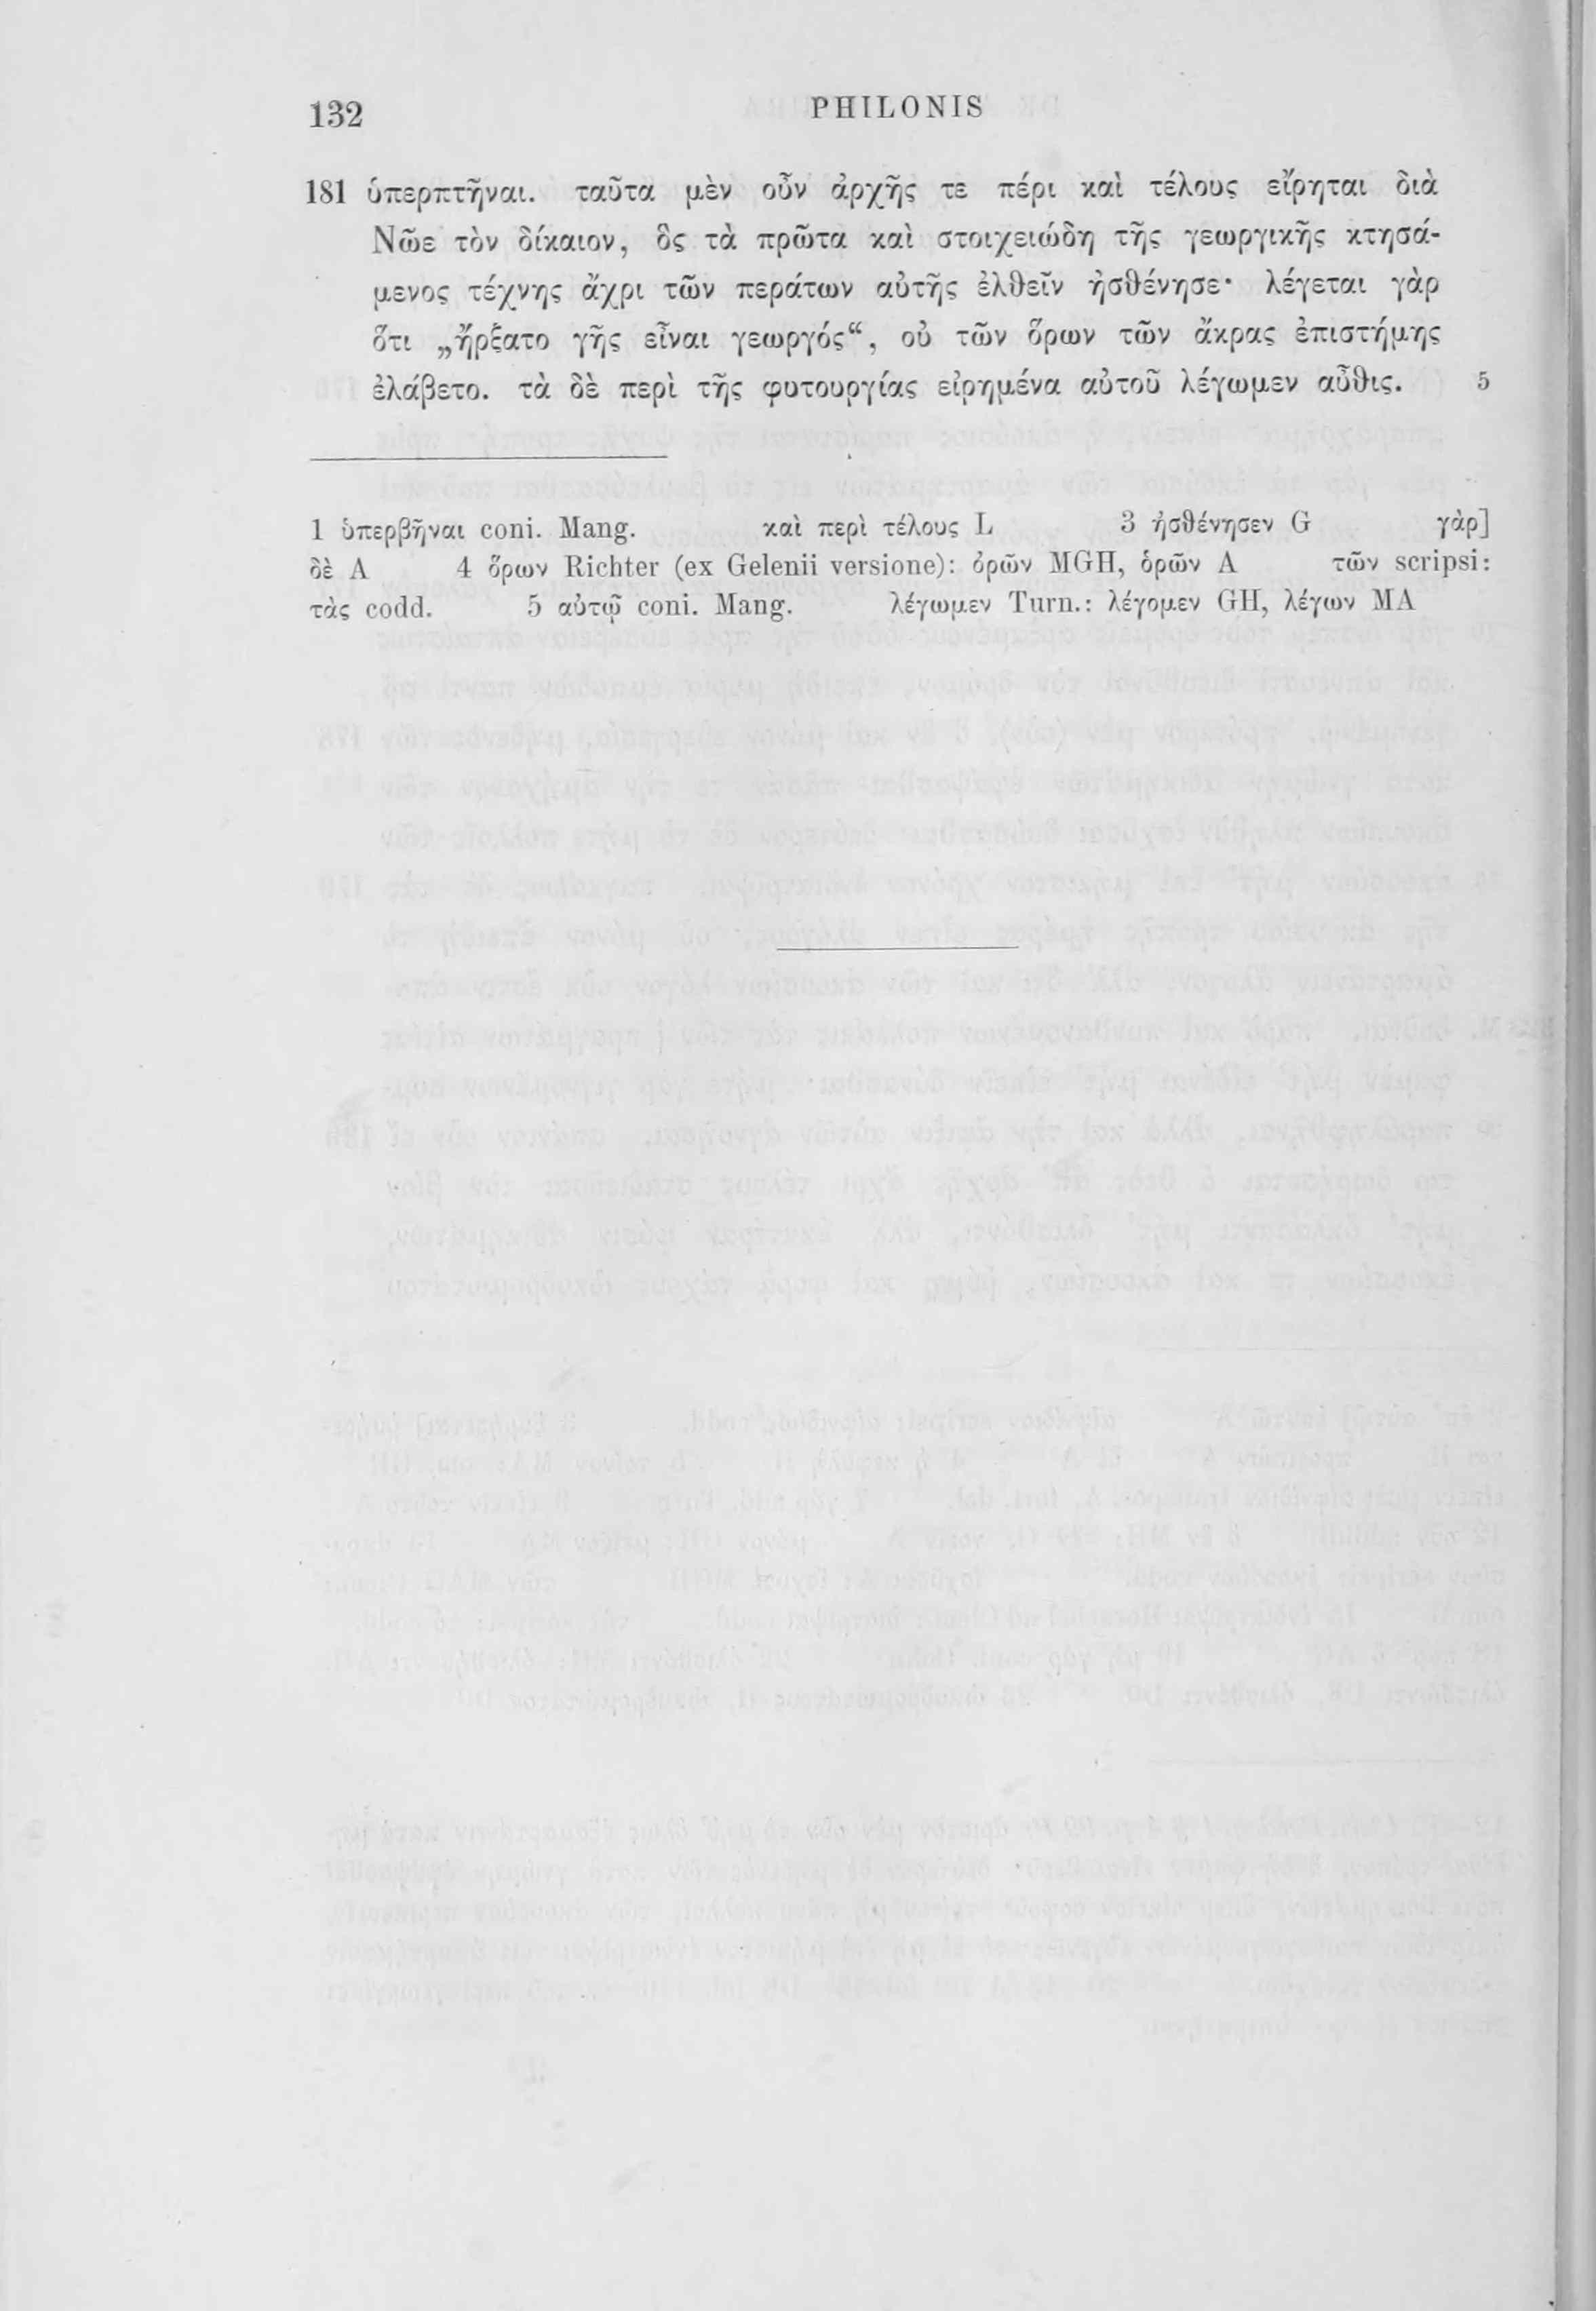 132
PHILONIS
181 ὑπερπτῆναι. ταῦτα μὲν οὖν ἀρχῆς τε πέρι καὶ τέλους εἴρηται διὰ
Νῶε τὸν δίκαιον, ὃς τὰ πρῶτα καὶ στοιχειώδη τῆς γεωργικῆς κτησά-
μενος τέχνης ἄχρι τῶν περάτων αὐτῆς ἐλθεῖν ἠσθένησε· λέγεται γὰρ
ὅτι „ἤρξατο γῆς εἶναι γεωργός“, οὐ τῶν ὅρων τῶν ἄκρας ἐπιστήμης
ἐλάβετο. τὰ δὲ περὶ τῆς φυτουργίας εἰρημένα αὐτοῦ λέγωμεν αὖθις. 5
1 ὑπερβῆναι coni. Mang. καὶ περὶ τέλους L 3 ἠσθένησεν G γὰρ]
δὲ A 4 ὅρων Richter (ex Gelenii versione): ὀρῶν MGH, ὁρῶν A τῶν scripsi:
τὰς codd. 5 αὐτῷ coni. Mang. λέγωμεν Turn.: λέγομεν GH, λέγων MA